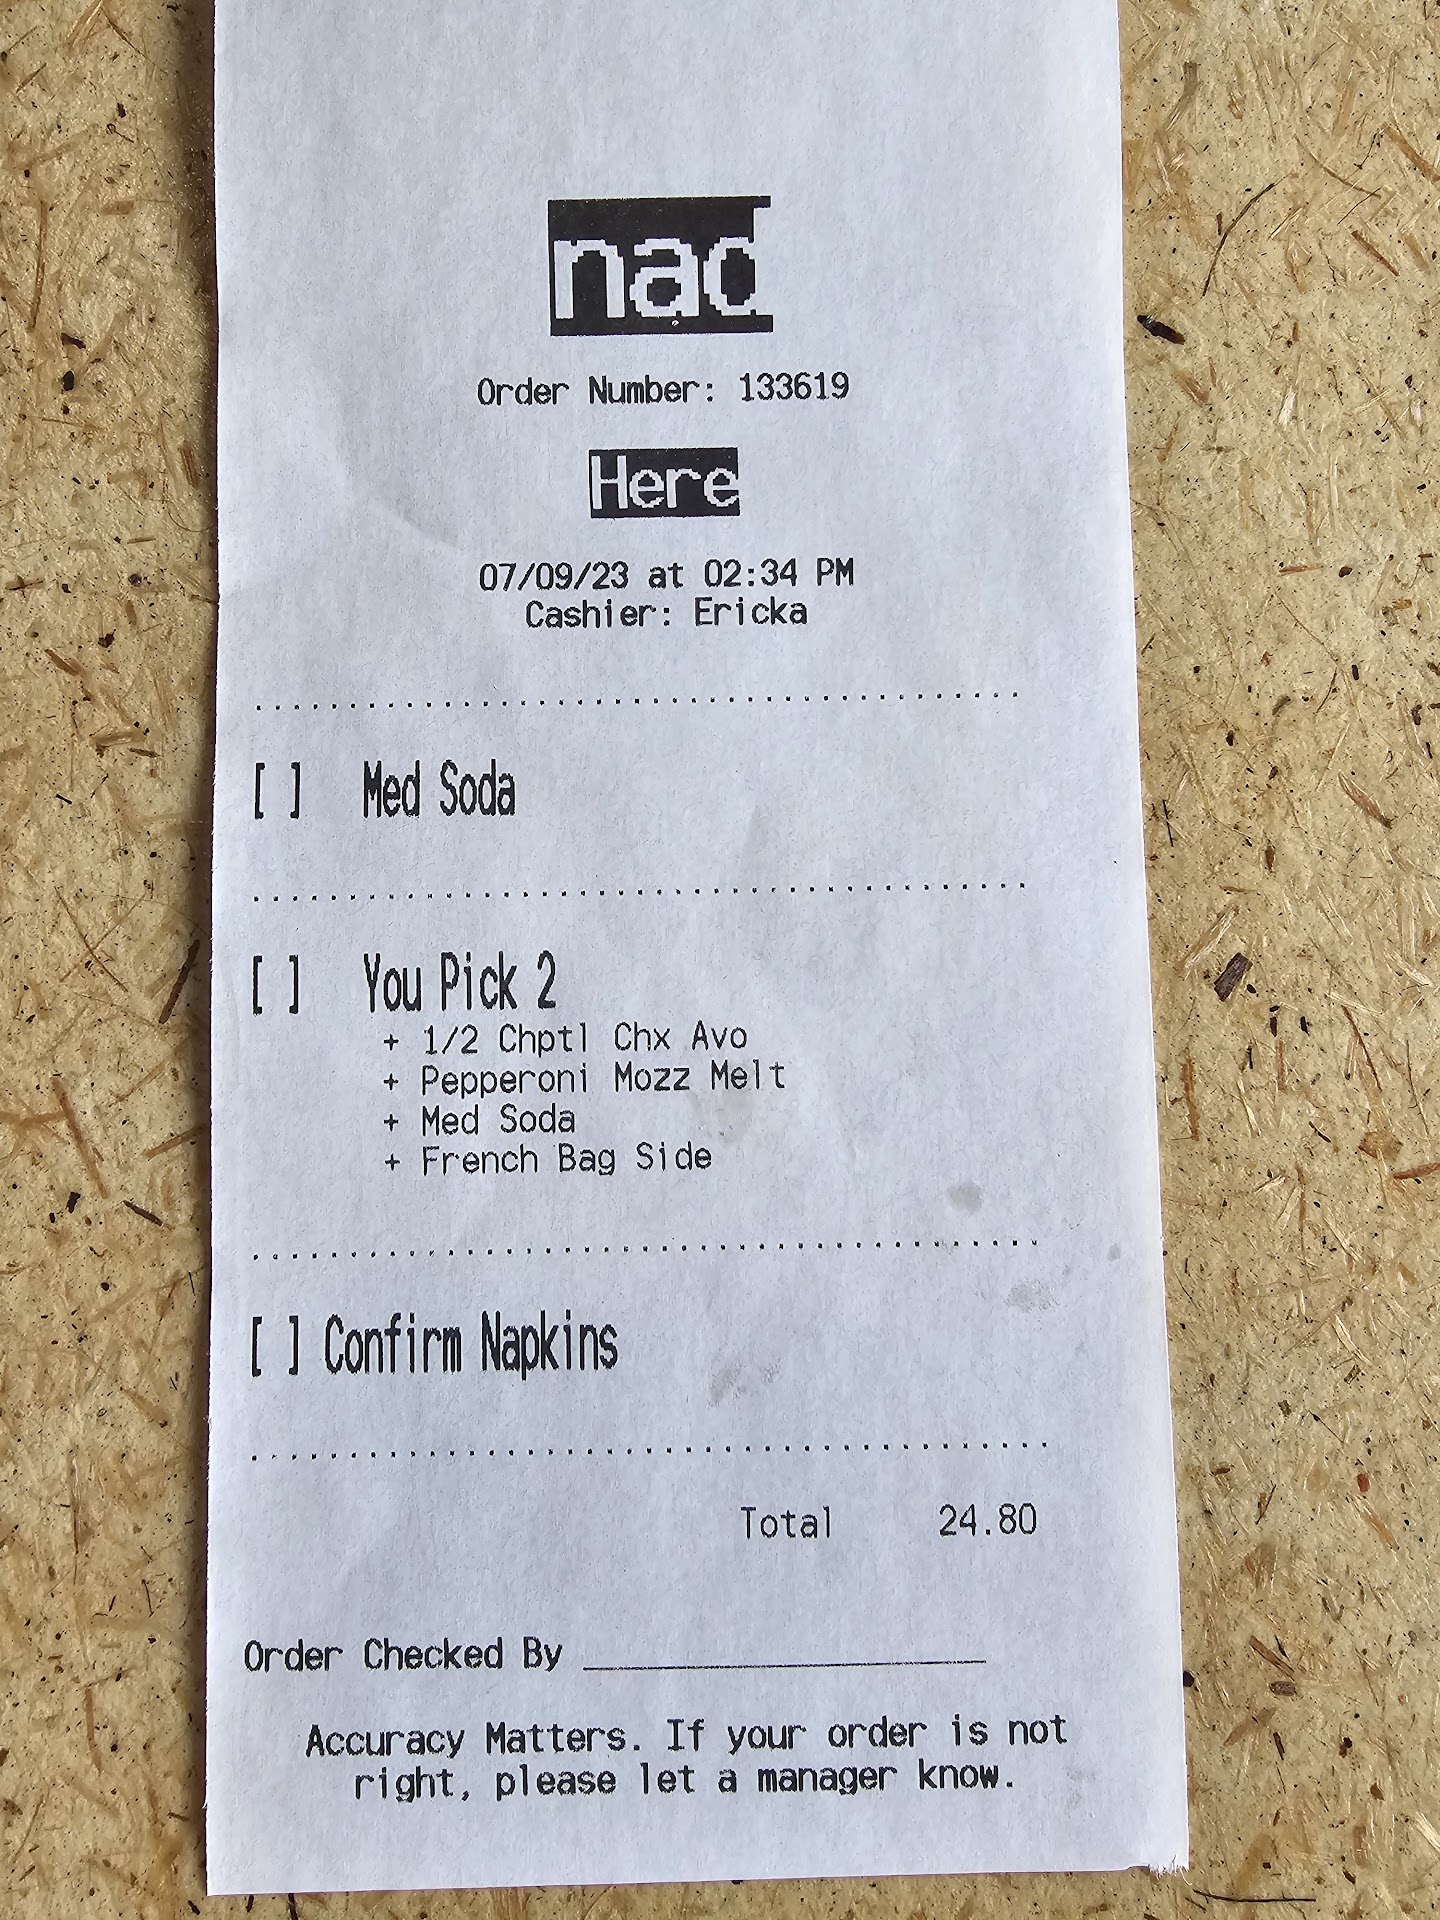 nad
Order Number: 133619
Here
07/09/23 at 02:34 PM
Cashier: Ericka
[ ] Med Soda
[ ] You Pick 2
+ 1/2 Chptl Chx Avo
+ Pepperoni Mozz Melt
+ Med Soda
+ French Bag Side
[ ] Confirm Napkins
Total 24.80
Order Checked By
Accuracy Matters. If your order is not
right, please let a manager know.